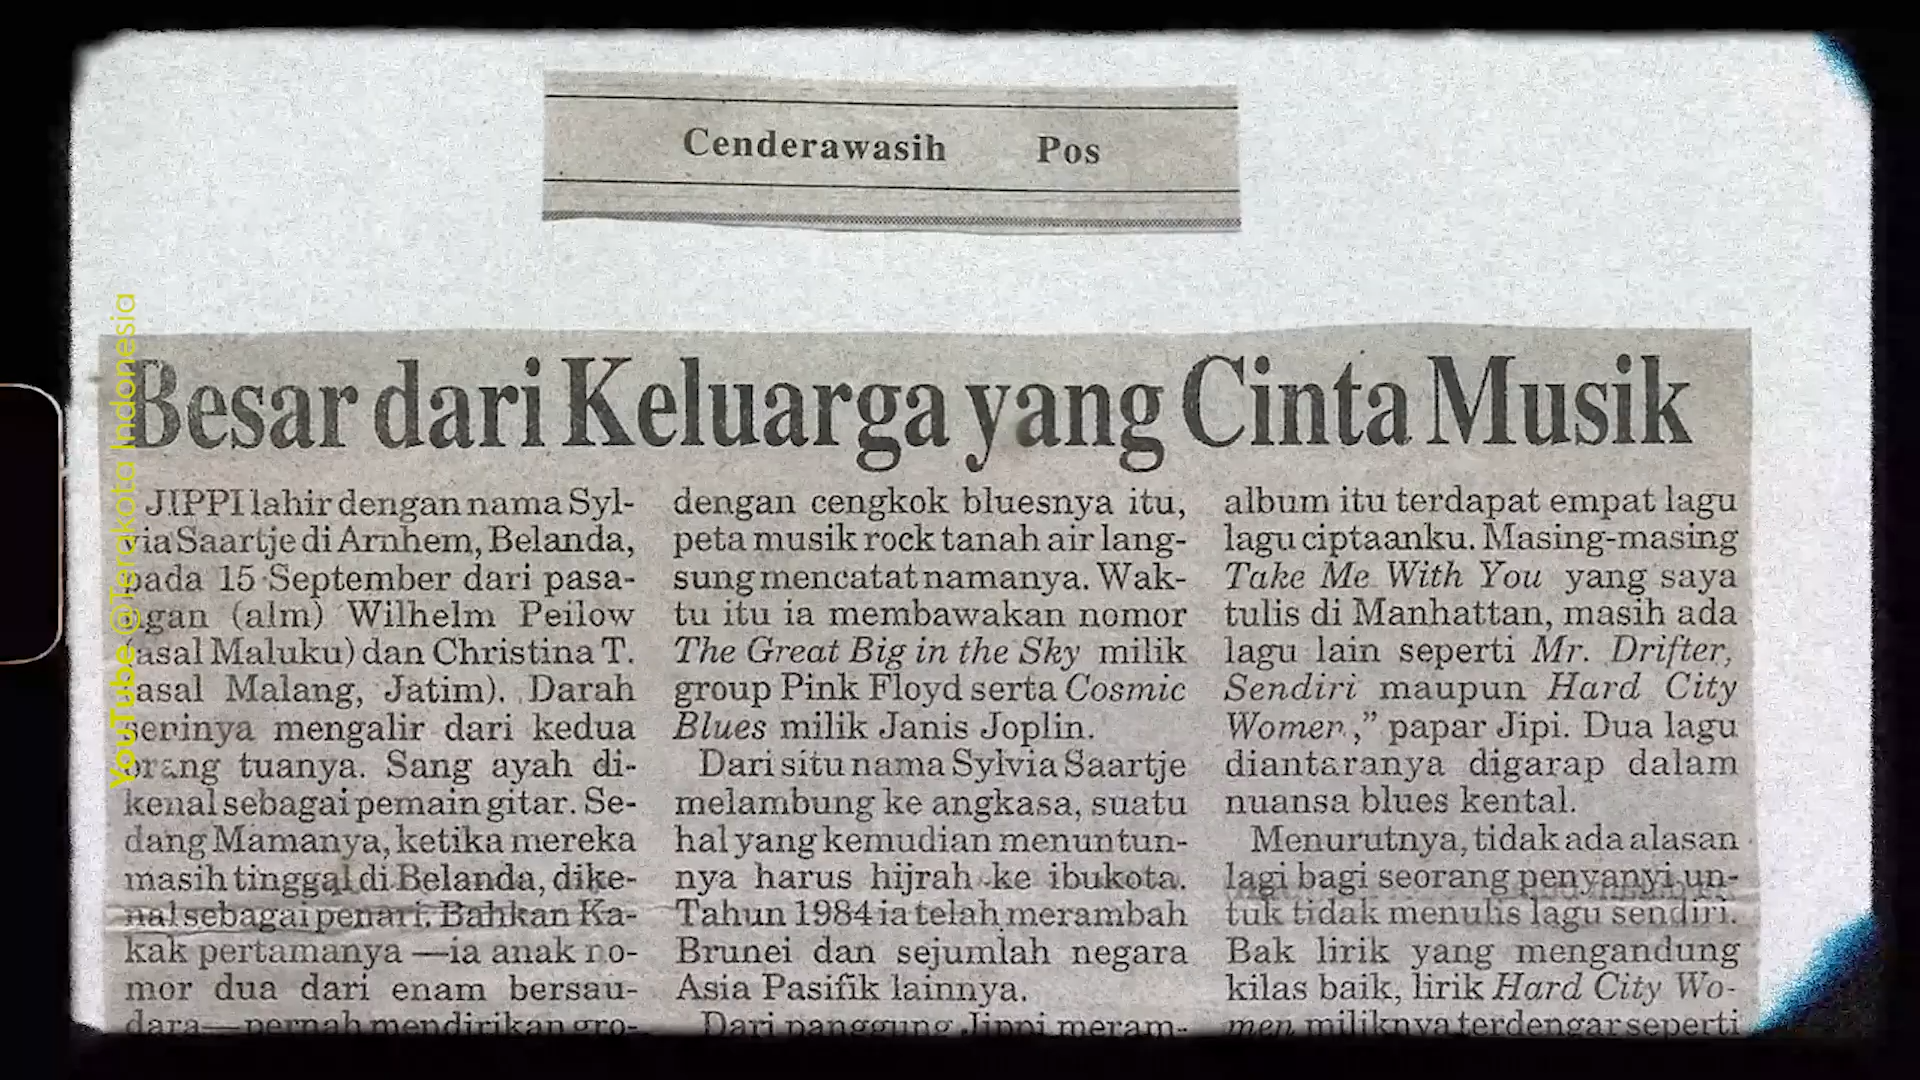 Cenderawasih Pos
Besar dari Keluarga yang Cinta Musik
JIPPI lahir dengan nama Syl-
via Saartje di Arnhem, Belanda,
pada 15 September dari pasa-
ngan (alm) Wilhelm Peilow
(asal Maluku) dan Christina T.
(asal Malang, Jatim). Darah
seninya mengalir dari kedua
orang tuanya. Sang ayah di-
kenal sebagai pemain gitar. Se-
dang Mamanya, ketika mereka
masih tinggal di Belanda, dike-
nal sebagai penari. Bahkan Ka-
kak pertamanya —ia anak no-
mor dua dari enam bersau-
dara—pernah mendirikan gro-
dengan cengkok bluesnya itu,
peta musik rock tanah air lang-
sung mencatat namanya. Wak-
tu itu ia membawakan nomor
The Great Big in the Sky milik
group Pink Floyd serta Cosmic
Blues milik Janis Joplin.
Dari situ nama Sylvia Saartje
melambung ke angkasa, suatu
hal yang kemudian menuntun-
nya harus hijrah ke ibukota.
Tahun 1984 ia telah merambah
Brunei dan sejumlah negara
Asia Pasifik lainnya.
Dari panggung Jippi meram-
album itu terdapat empat lagu
lagu ciptaanku. Masing-masing
Take Me With You yang saya
tulis di Manhattan, masih ada
lagu lain seperti Mr. Drifter,
Sendiri maupun Hard City
Women,” papar Jipi. Dua lagu
diantaranya digarap dalam
nuansa blues kental.
Menurutnya, tidak ada alasan
lagi bagi seorang penyanyi un-
tuk tidak menulis lagu sendiri.
Bak lirik yang mengandung
kilas baik, lirik Hard City Wo-
men miliknya terdengar seperti
YouTube @Terakota Indonesia